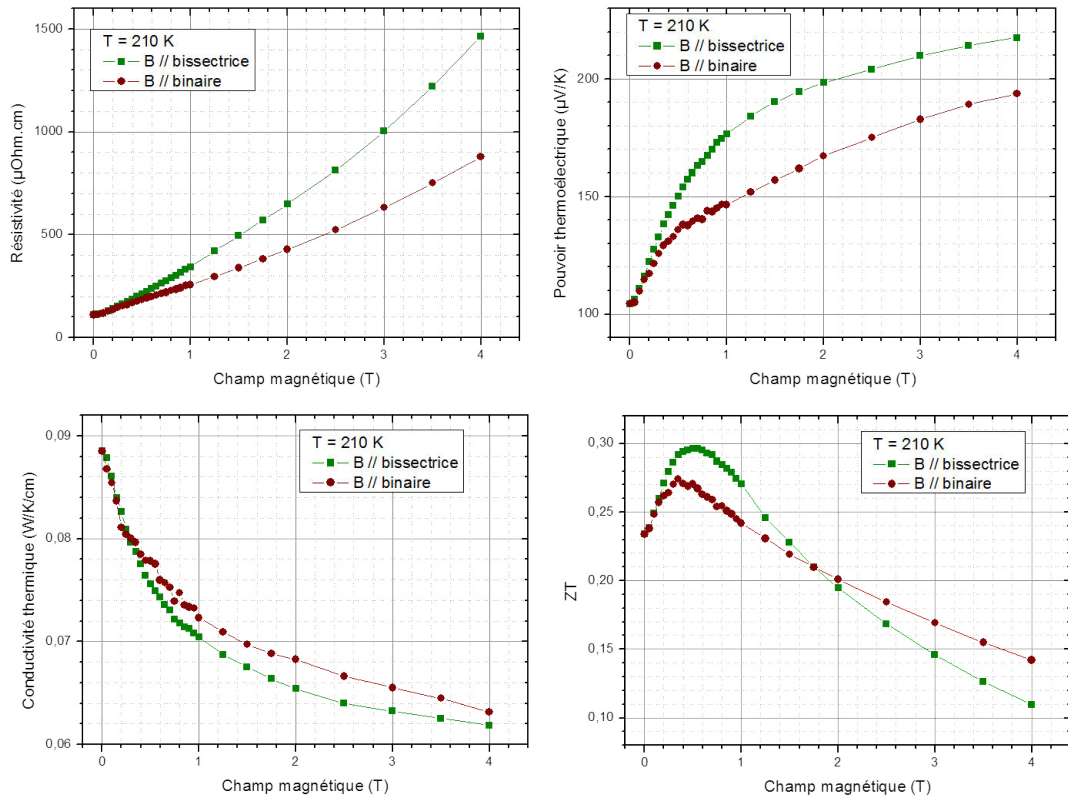 T = 210 K
B // bissectrice
B // binaire
1500
1000
500
0
Résistivité (µOhm.cm)
0
1
2
3
4
Champ magnétique (T)
T = 210 K
B // bissectrice
B // binaire
200
150
100
Pouvoir thermoélectrique (µV/K)
0
1
2
3
4
Champ magnétique (T)
T = 210 K
B // bissectrice
B // binaire
0,09
0,08
0,07
0,06
Conductivité thermique (W/K/cm)
0
1
2
3
4
Champ magnétique (T)
T = 210 K
B // bissectrice
B // binaire
0,30
0,25
0,20
0,15
0,10
ZT
0
1
2
3
4
Champ magnétique (T)